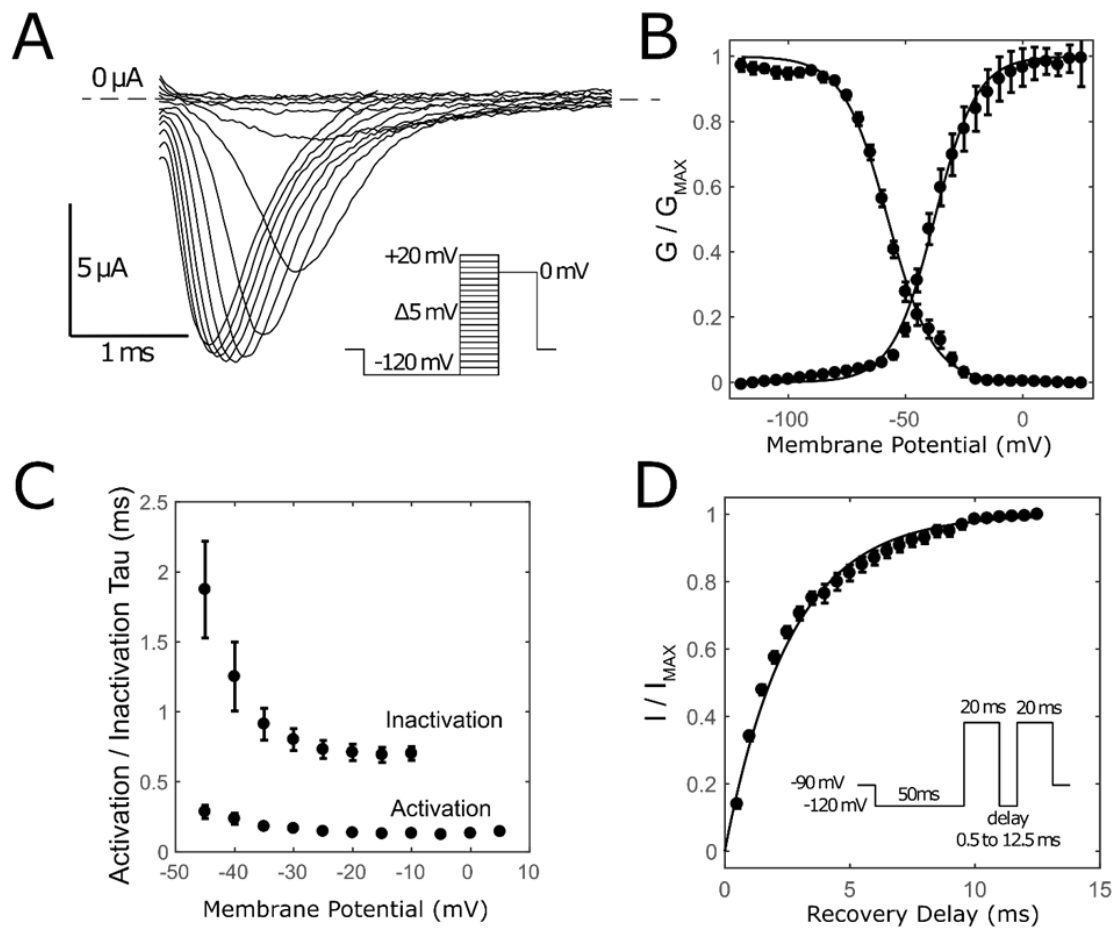 A
0 µA
5 µA
1 ms
+20 mV
0 mV
Δ5 mV
-120 mV
B
G / GMAX
1
0.8
0.6
0.4
0.2
0
-100
-50
0
Membrane Potential (mV)
C
Activation / Inactivation Tau (ms)
2.5
2
1.5
1
0.5
0
Inactivation
Activation
-50
-40
-30
-20
-10
0
10
Membrane Potential (mV)
D
I / IMAX
1
0.8
0.6
0.4
0.2
0
20 ms
20 ms
-90 mV
-120 mV
50ms
delay
0.5 to 12.5 ms
0
5
10
15
Recovery Delay (ms)